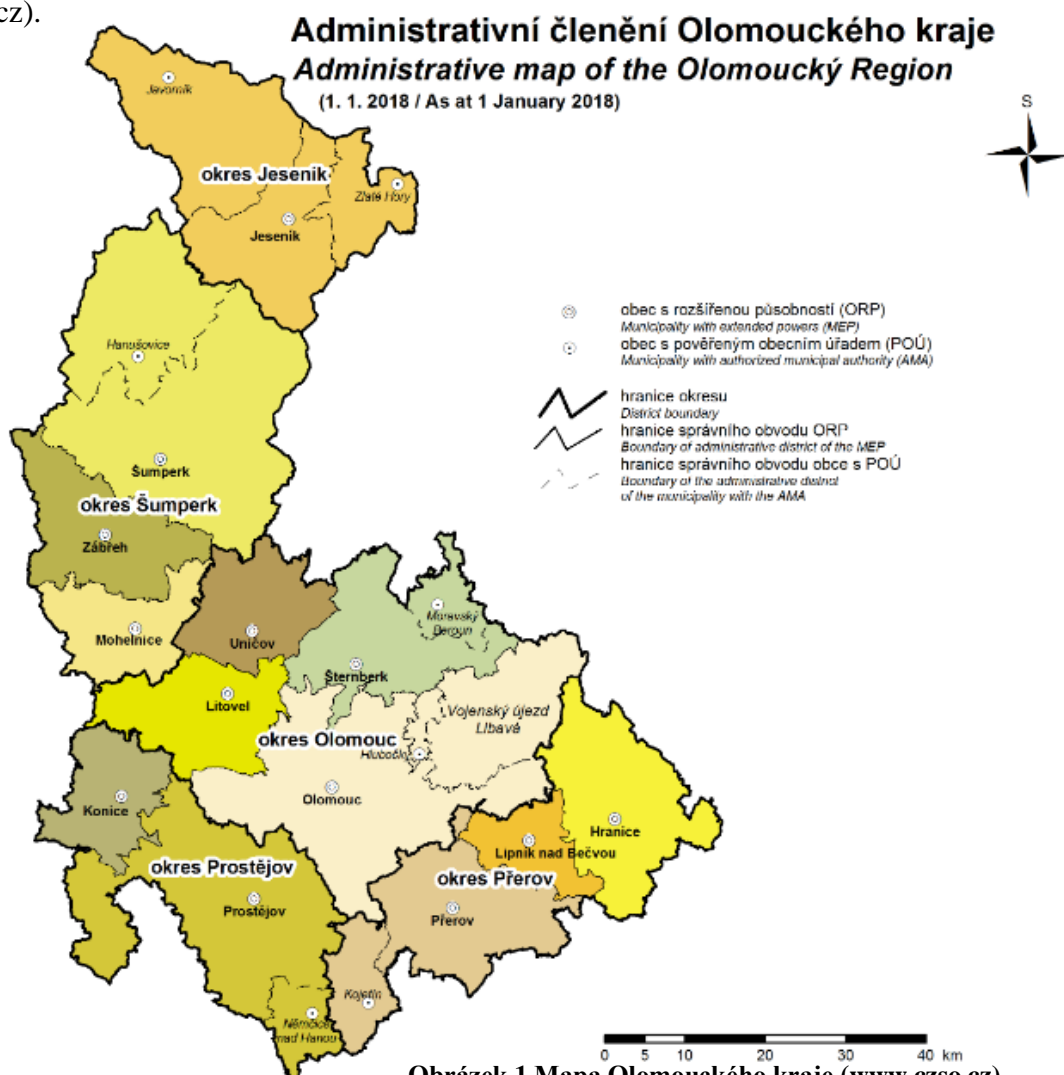 cz).
Administrativní členění Olomouckého kraje
Administrative map of the Olomoucký Region
(1. 1. 2018 / As at 1 January 2018)
S
Javorník
okres Jeseník
Zlaté Hory
Jeseník
obec s rozšířenou působností (ORP)
Municipality with extended powers (MEP)
obec s pověřeným obecním úřadem (POÚ)
Municipality with authorized municipal authority (AMA)
hranice okresu
District boundary
hranice správního obvodu ORP
Boundary of administrative district of the MEP
hranice správního obvodu obce s POÚ
Boundary of the administrative district
of the municipality with the AMA
Hanušovice
Šumperk
okres Šumperk
Zábřeh
Moravský
Beroun
Mohelnice
Uničov
Šternberk
Litovel
Vojenský újezd
Libavá
okres Olomouc
Hlubočky
Olomouc
Konice
Hranice
Lipník nad Bečvou
okres Prostějov
okres Přerov
Prostějov
Přerov
Kojetín
Němčice
nad Hanou
0 5 10 20 30 40 km
Obrázek 1 Mapa Olomouckého kraje (www.czso.cz)